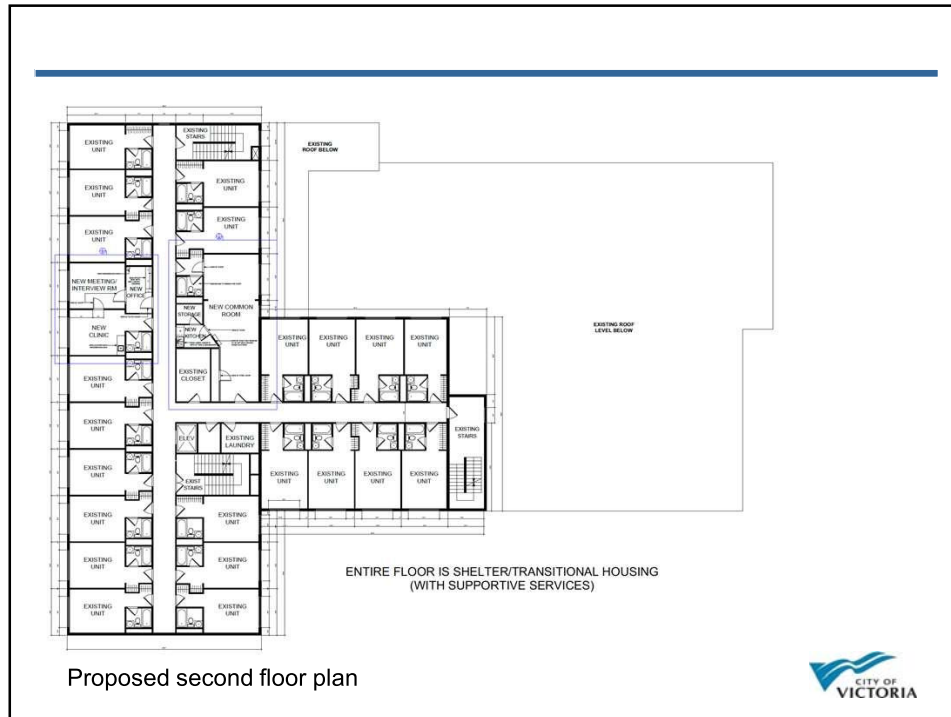 EXISTING
UNIT
EXISTING
STAIRS
EXISTING
ROOF BELOW
EXISTING
UNIT
EXISTING
UNIT
EXISTING
UNIT
EXISTING
UNIT
NEW MEETING/
INTERVIEW RM
NEW
OFFICE
NEW
STORAGE
NEW COMMON
ROOM
NEW
CLINIC
NEW
KITCHEN
EXISTING
CLOSET
EXISTING
UNIT
EXISTING
UNIT
EXISTING
UNIT
EXISTING
UNIT
EXISTING ROOF
LEVEL BELOW
EXISTING
UNIT
EXISTING
UNIT
ELEV
EXISTING
LAUNDRY
EXISTING
STAIRS
EXISTING
UNIT
EXIST
STAIRS
EXISTING
UNIT
EXISTING
UNIT
EXISTING
UNIT
EXISTING
UNIT
EXISTING
UNIT
EXISTING
UNIT
EXISTING
UNIT
EXISTING
UNIT
EXISTING
UNIT
EXISTING
UNIT
ENTIRE FLOOR IS SHELTER/TRANSITIONAL HOUSING
(WITH SUPPORTIVE SERVICES)
Proposed second floor plan
CITY OF
VICTORIA